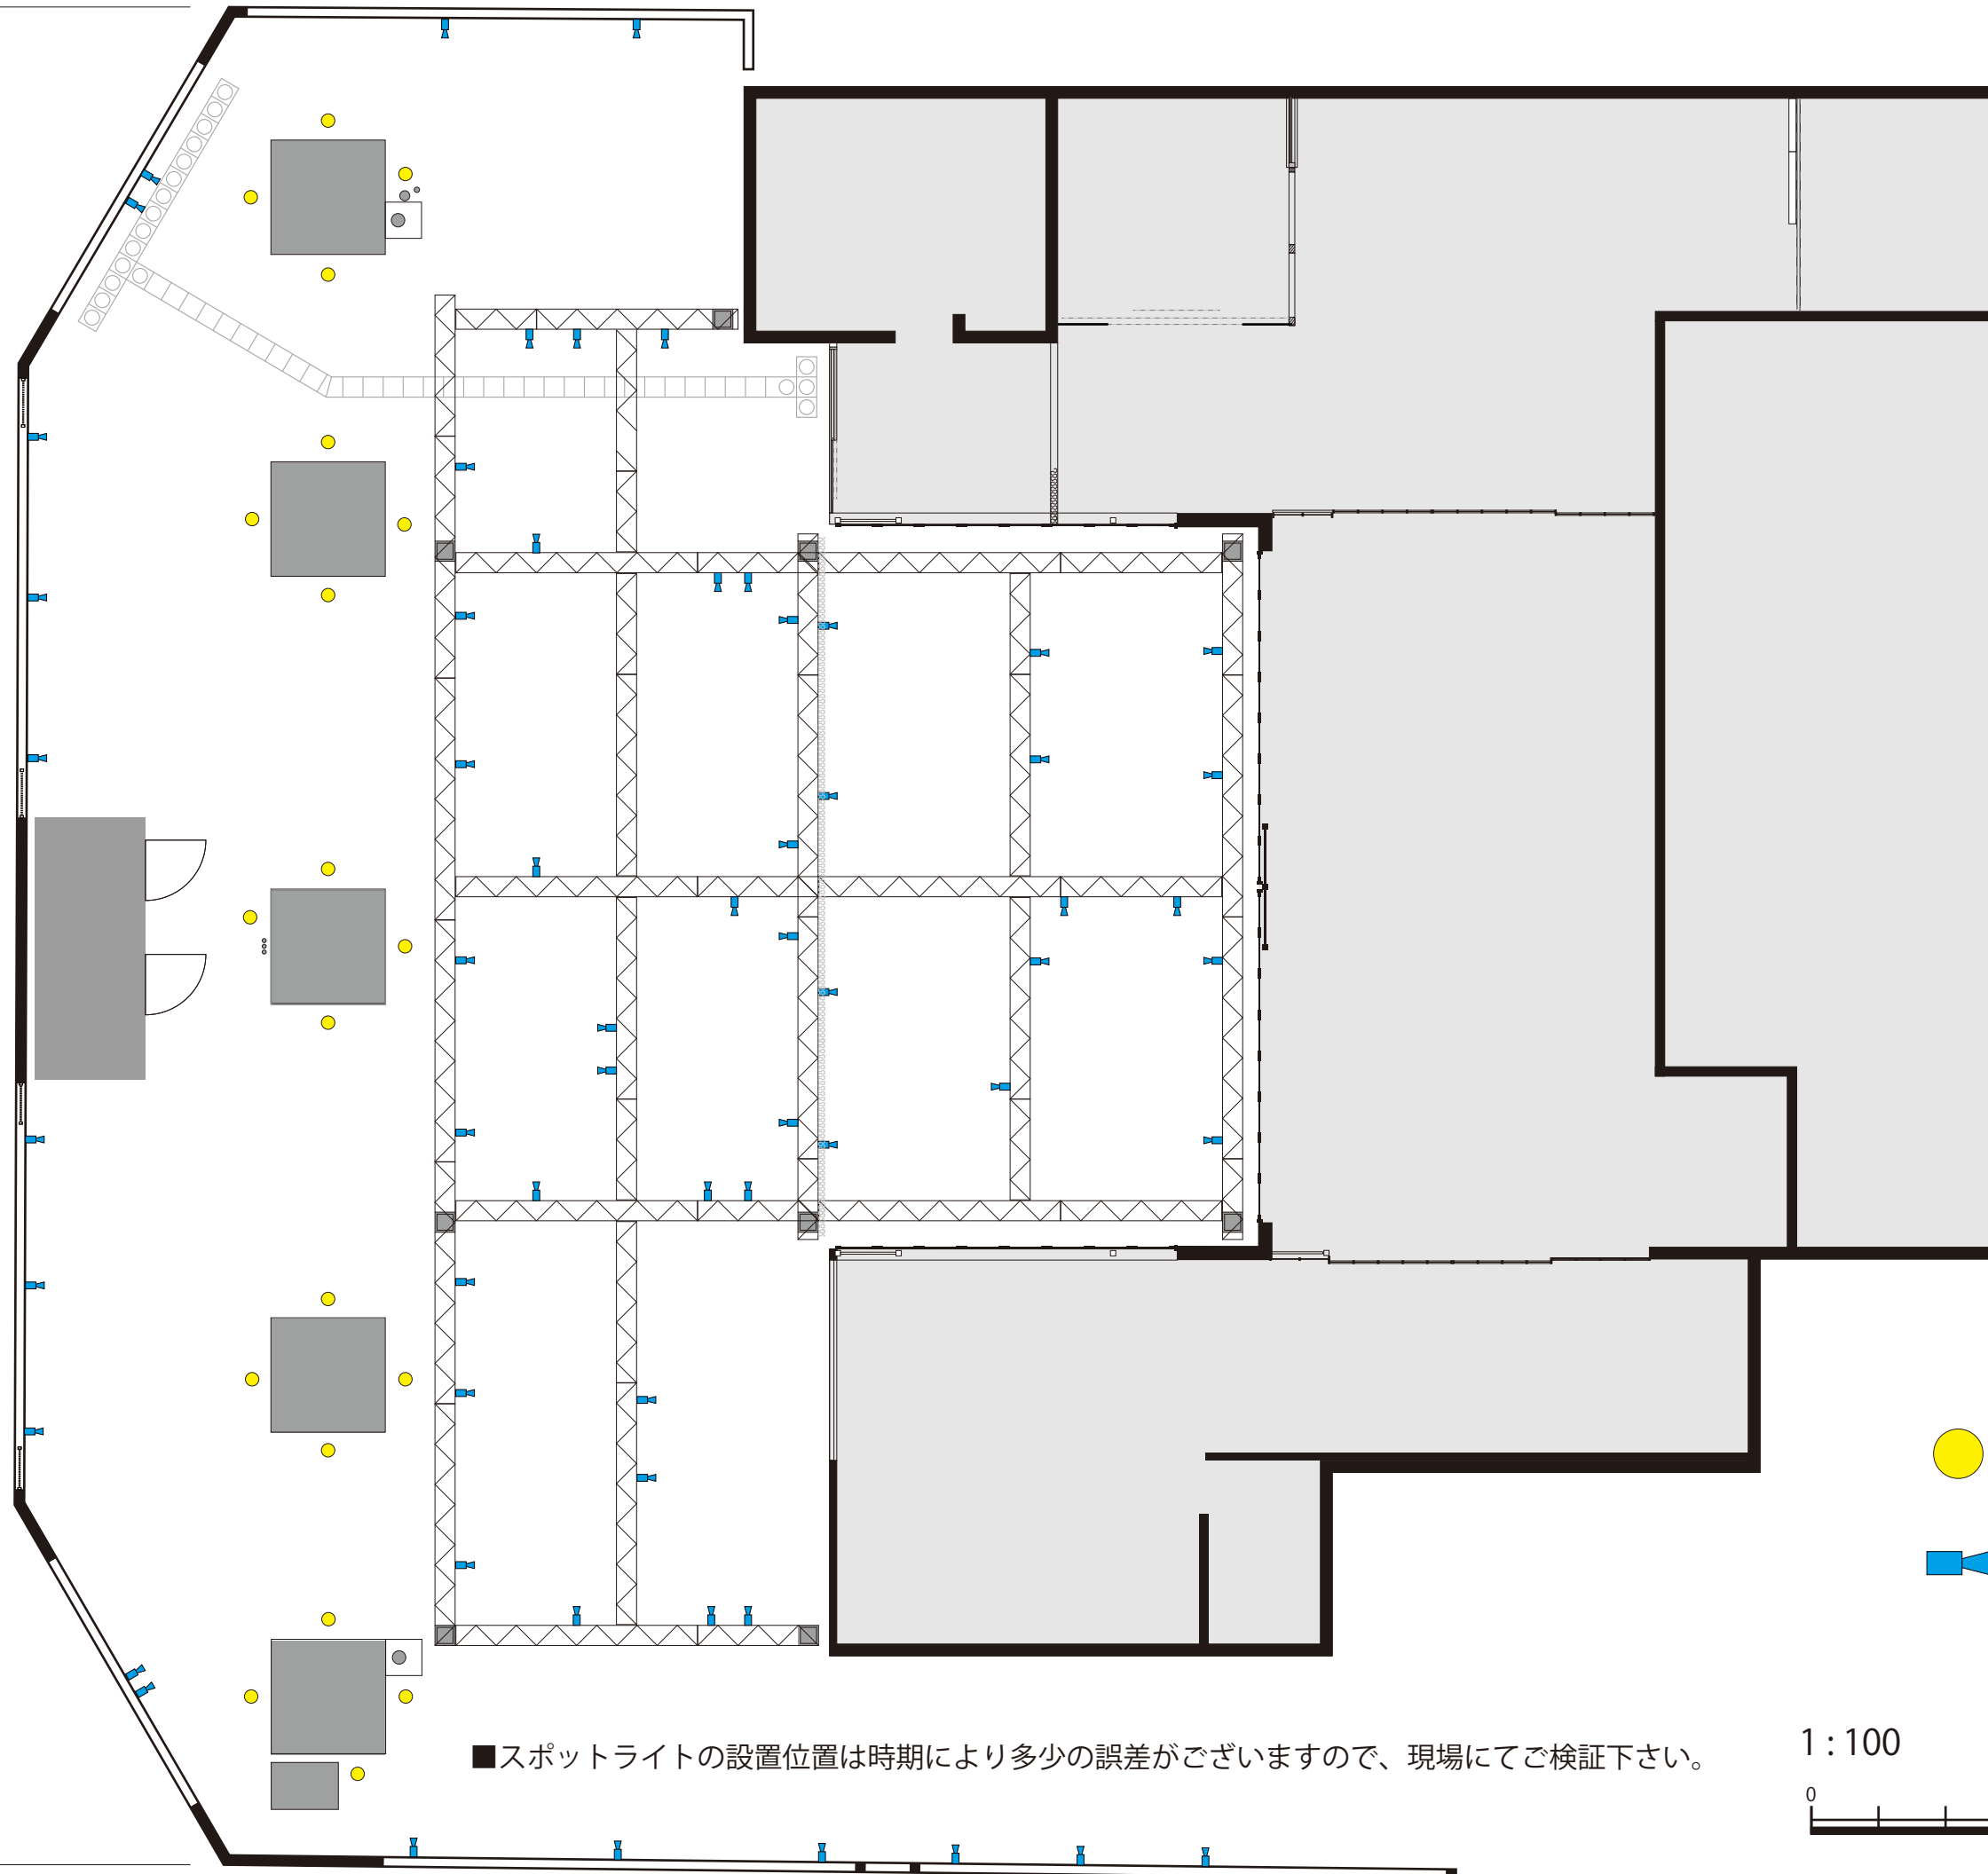 ■スポットライトの設置位置は時期により多少の誤差がございますので、現場にてご検証下さい。
1 : 100
0